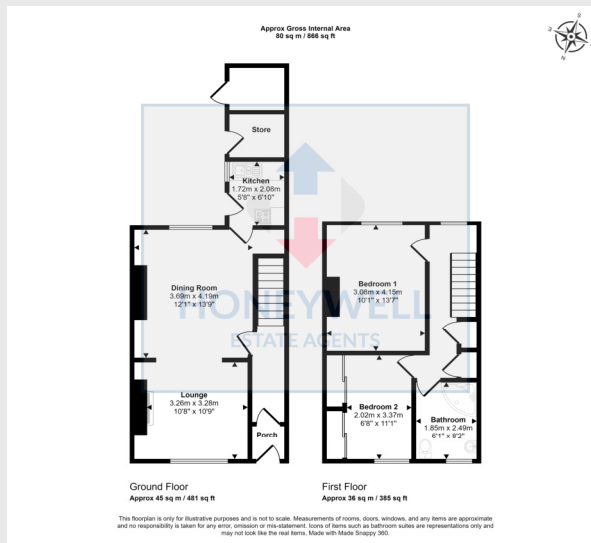 Approx Gross Internal Area
80 sq m / 866 sq ft
S
N
Store
Kitchen
1.72m x 2.08m
5'8" x 6'10"
Dining Room
3.69m x 4.19m
12'1" x 13'9"
Bedroom 1
3.08m x 4.15m
10'1" x 13'7"
HONEYWELL
ESTATE AGENTS
Lounge
3.26m x 3.28m
10'8" x 10'9"
Bedroom 2
2.02m x 3.37m
6'8" x 11'1"
Bathroom
1.85m x 2.49m
6'1" x 8'2"
Porch
Ground Floor
Approx 45 sq m / 481 sq ft
First Floor
Approx 36 sq m / 385 sq ft
This floorplan is only for illustrative purposes and is not to scale. Measurements of rooms, doors, windows, and any items are approximate
and no responsibility is taken for any error, omission or mis-statement. Icons of items such as bathroom suites are representations only and
may not look like the real items. Made with Made Snappy 360.